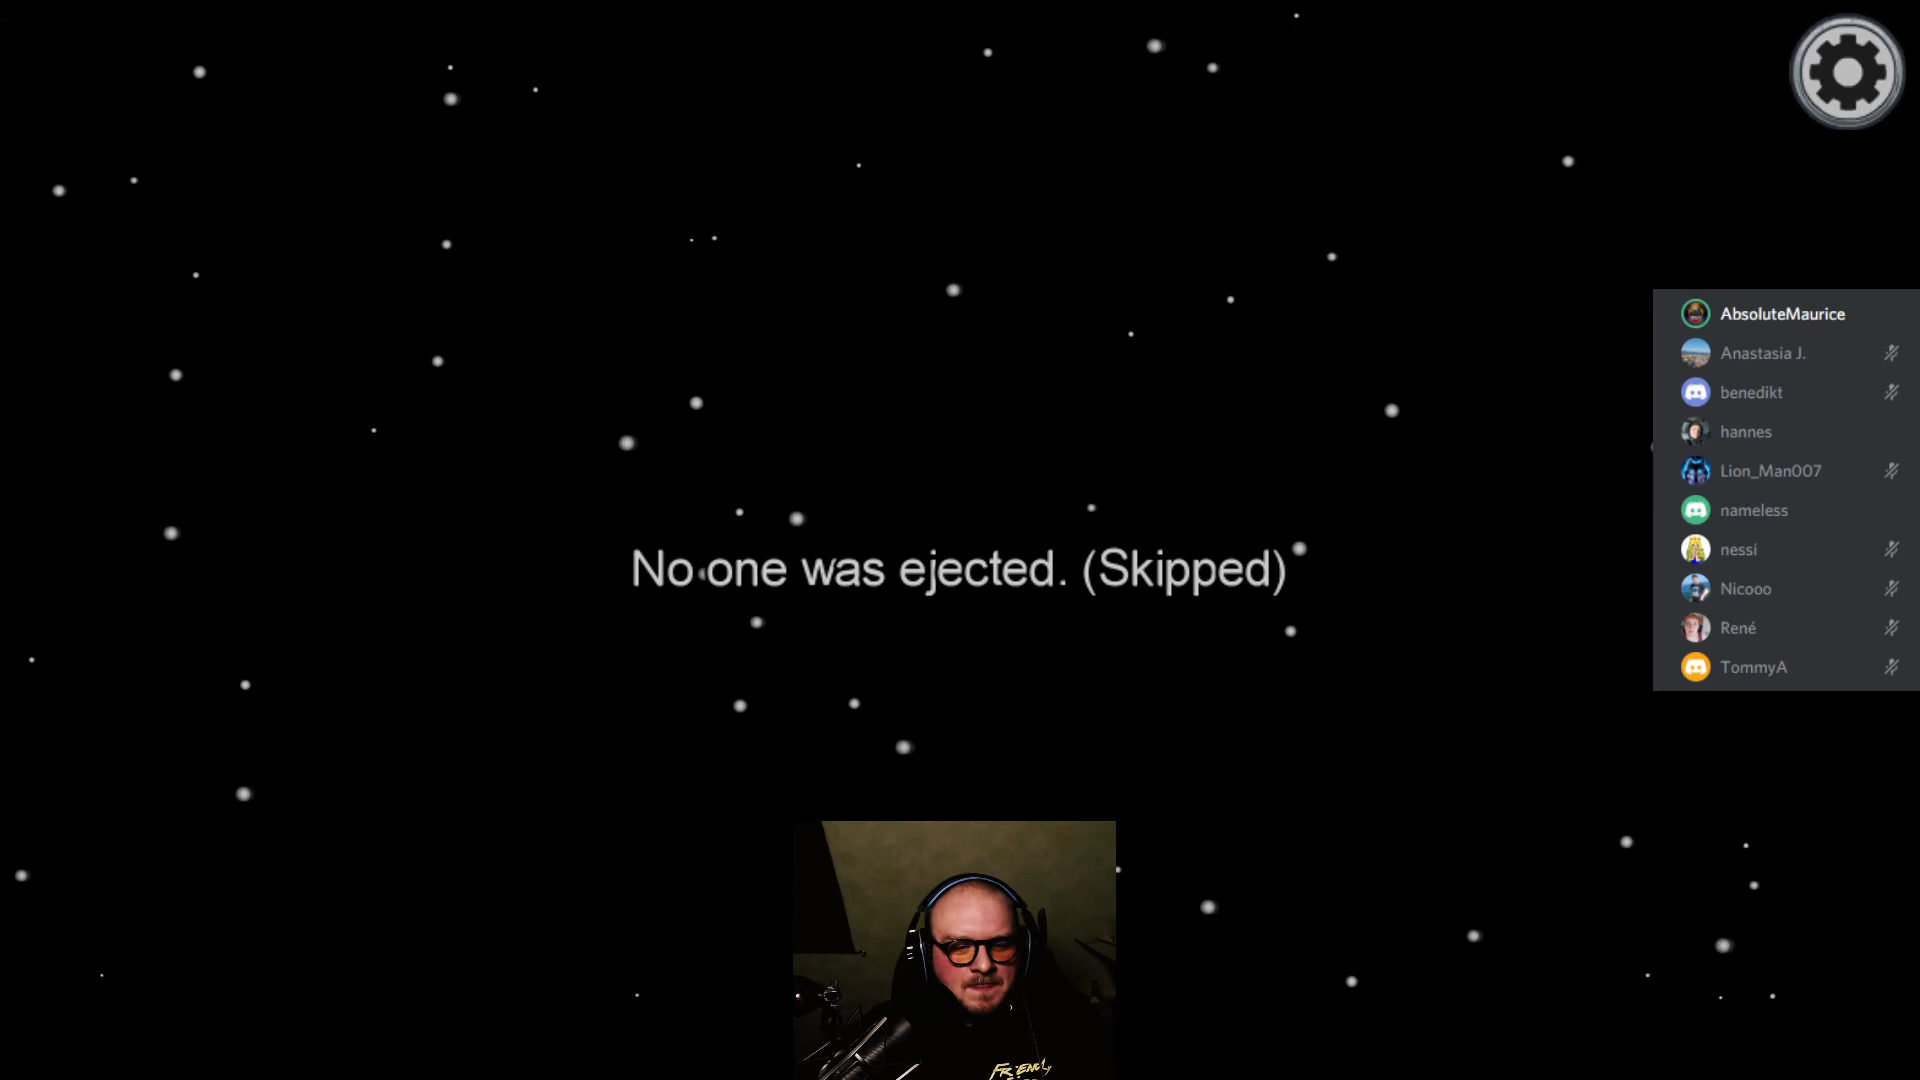 AbsoluteMaurice
Anastasia J.
benedikt
hannes
Lion_Man007
nameless
nessi
No one was ejected. (Skipped)
Nicooo
René
TommyA